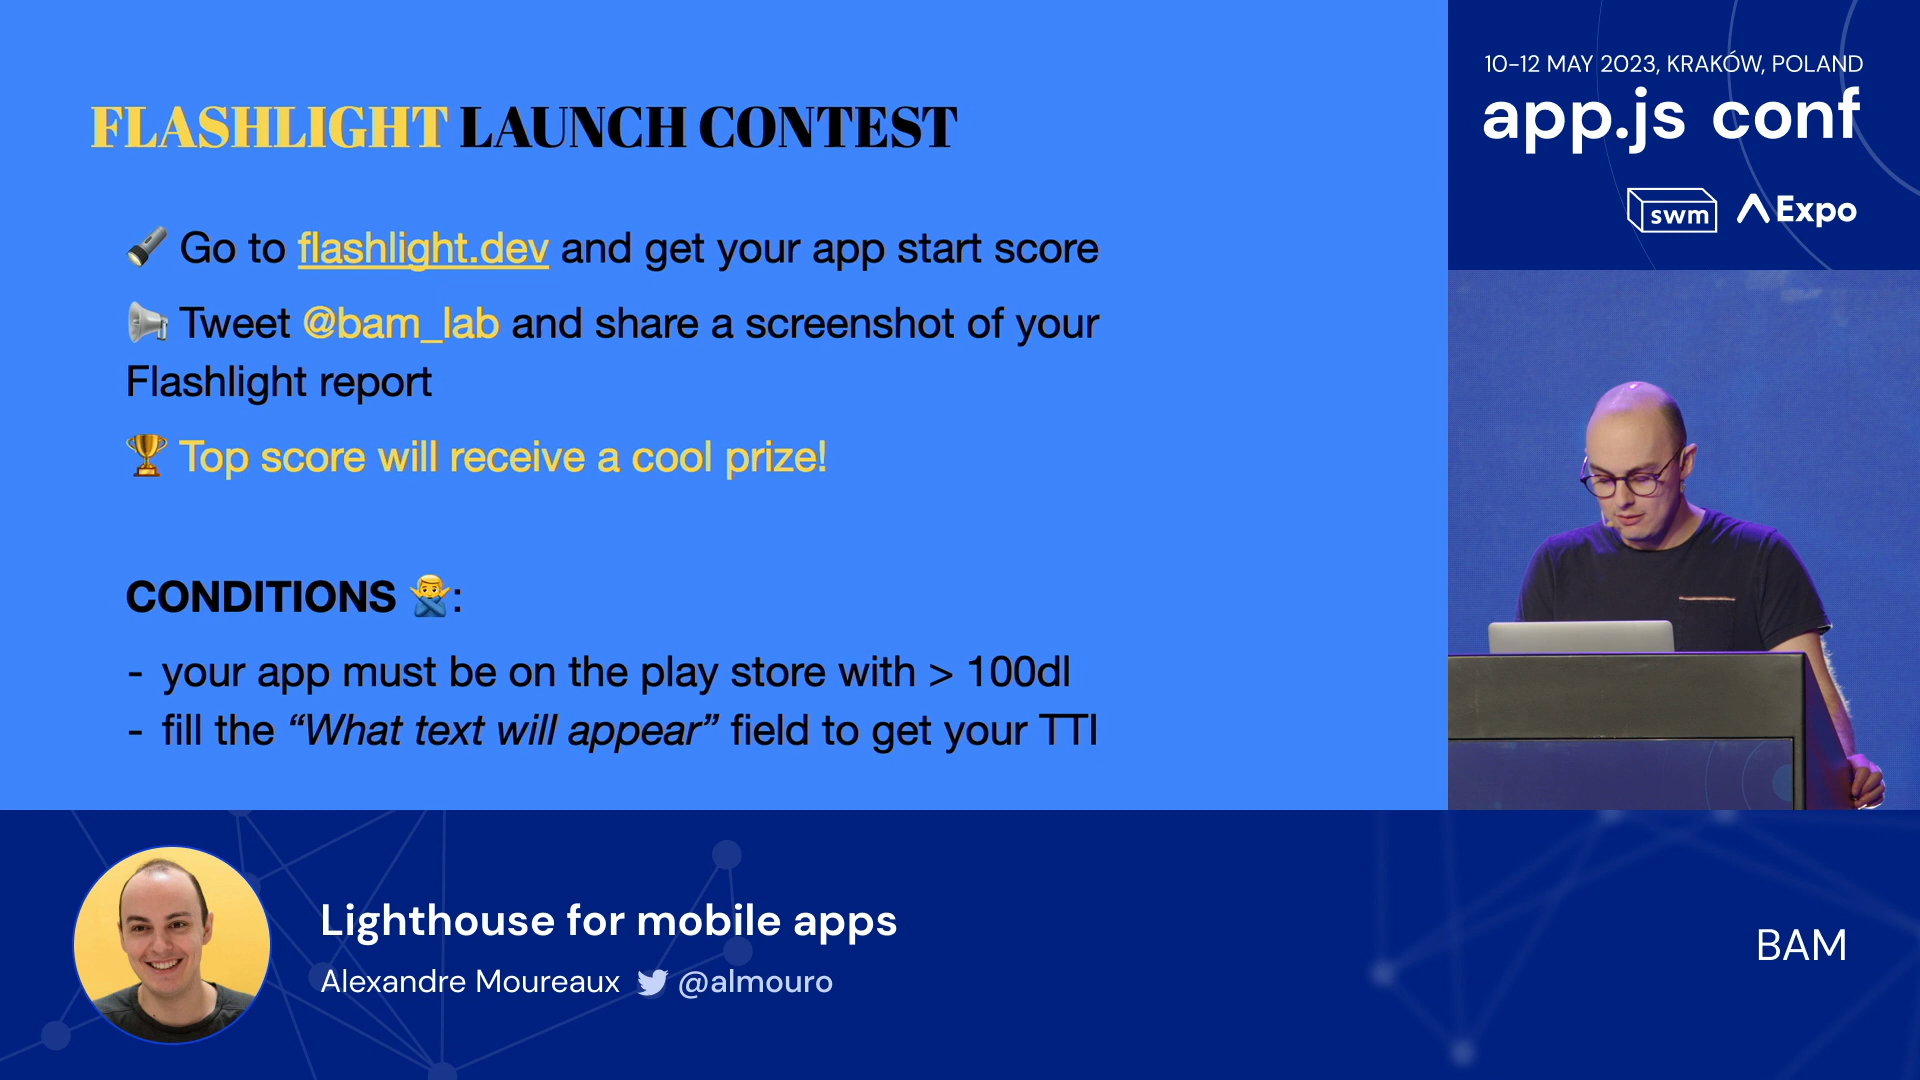 FLASHLIGHT LAUNCH CONTEST
🔦 Go to flashlight.dev and get your app start score
📢 Tweet @bam_lab and share a screenshot of your
Flashlight report
🏆 Top score will receive a cool prize!
CONDITIONS 🙅‍♂️:
- your app must be on the play store with > 100dl
- fill the “What text will appear” field to get your TTI
10-12 MAY 2023, KRAKÓW, POLAND
app.js conf
swm Expo
Lighthouse for mobile apps
Alexandre Moureaux @almouro
BAM